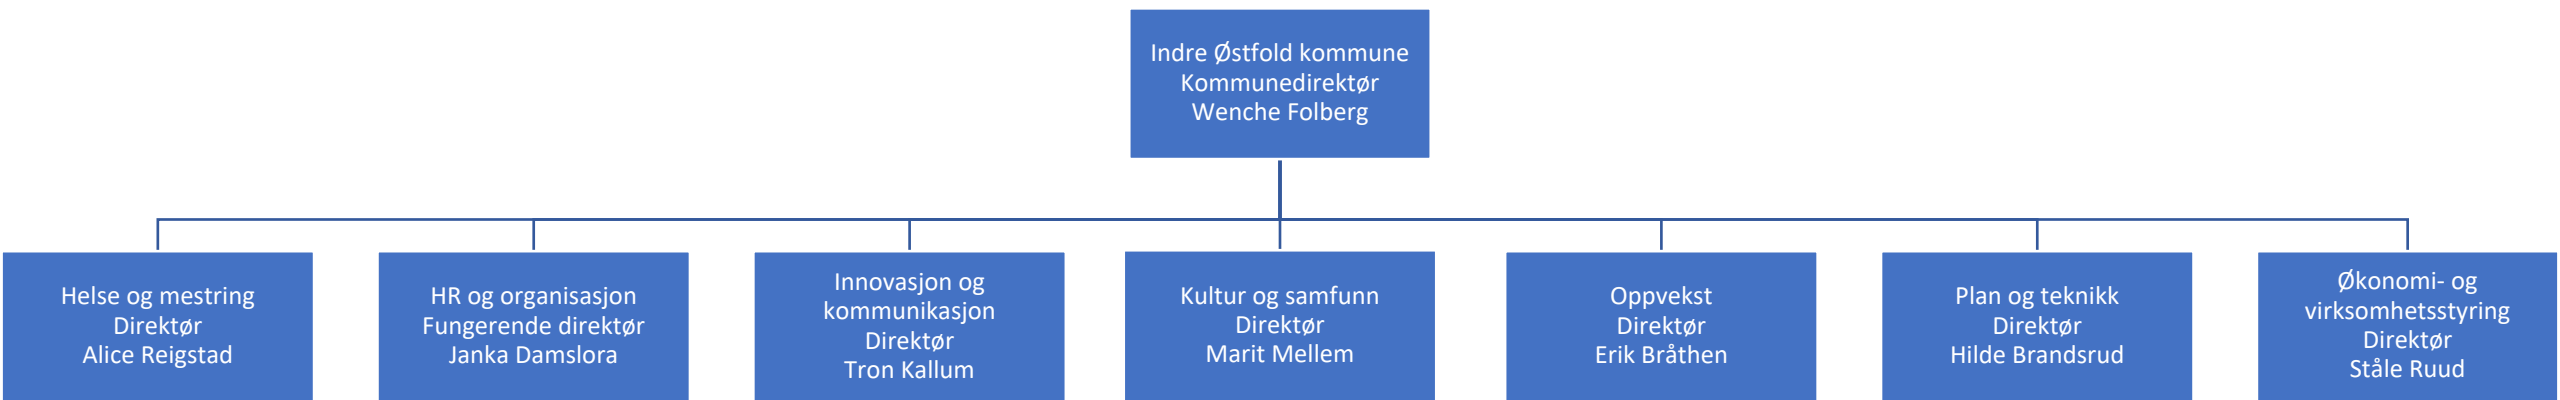 Indre Østfold kommune
Kommunedirektør
Wenche Folberg
Helse og mestring
Direktør
Alice Reigstad
HR og organisasjon
Fungerende direktør
Janka Damslora
Innovasjon og
kommunikasjon
Direktør
Tron Kallum
Kultur og samfunn
Direktør
Marit Mellem
Oppvekst
Direktør
Erik Bråthen
Plan og teknikk
Direktør
Hilde Brandsrud
Økonomi- og
virksomhetsstyring
Direktør
Ståle Ruud